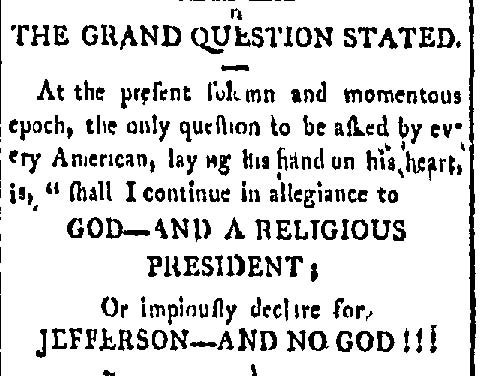 THE GRAND QUESTION STATED.
At the preſent ſolemn and momentous
epoch, the only queſtion to be aſked by ev-
ery American, laying his hand on his heart,
is, “ ſhall I continue in allegiance to
GOD—AND A RELIGIOUS
PRESIDENT;
Or impiouſly declare for
JEFFERSON—AND NO GOD!!!